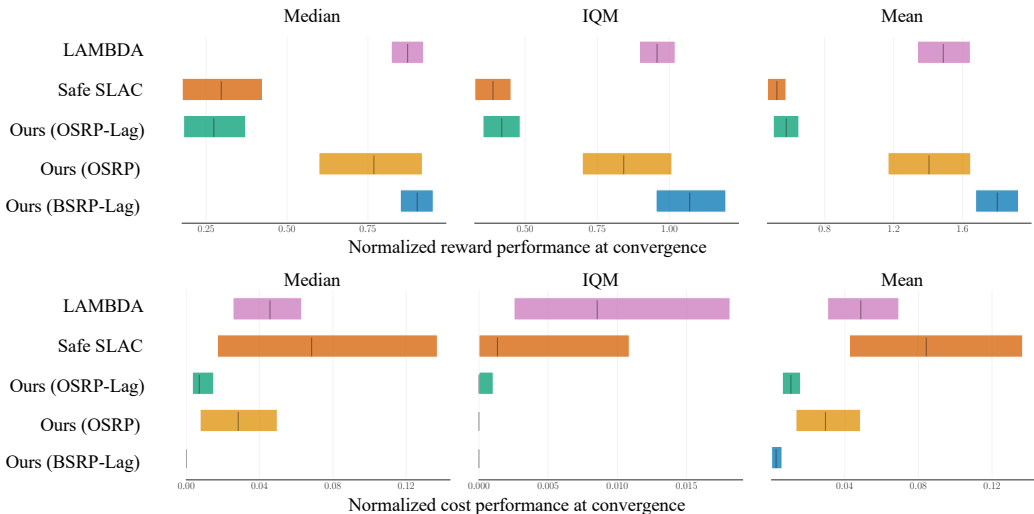 Median IQM Mean
LAMBDA
Safe SLAC
Ours (OSRP-Lag)
Ours (OSRP)
Ours (BSRP-Lag)
0.25 0.50 0.75 0.50 0.75 1.00 0.8 1.2 1.6
Normalized reward performance at convergence
Median IQM Mean
LAMBDA
Safe SLAC
Ours (OSRP-Lag)
Ours (OSRP)
Ours (BSRP-Lag)
0.00 0.04 0.08 0.12 0.000 0.005 0.010 0.015 0.04 0.08 0.12
Normalized cost performance at convergence